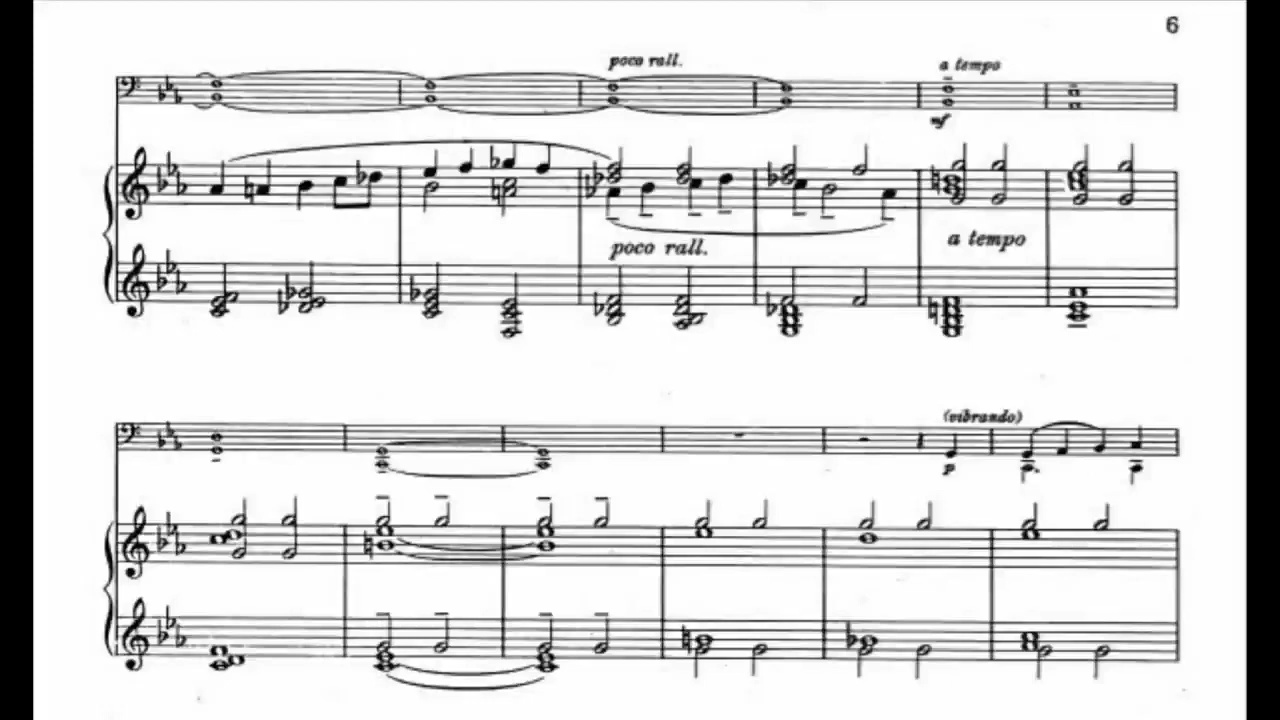 6
poco rall.
a tempo
mf
poco rall.
a tempo
(vibrando)
p